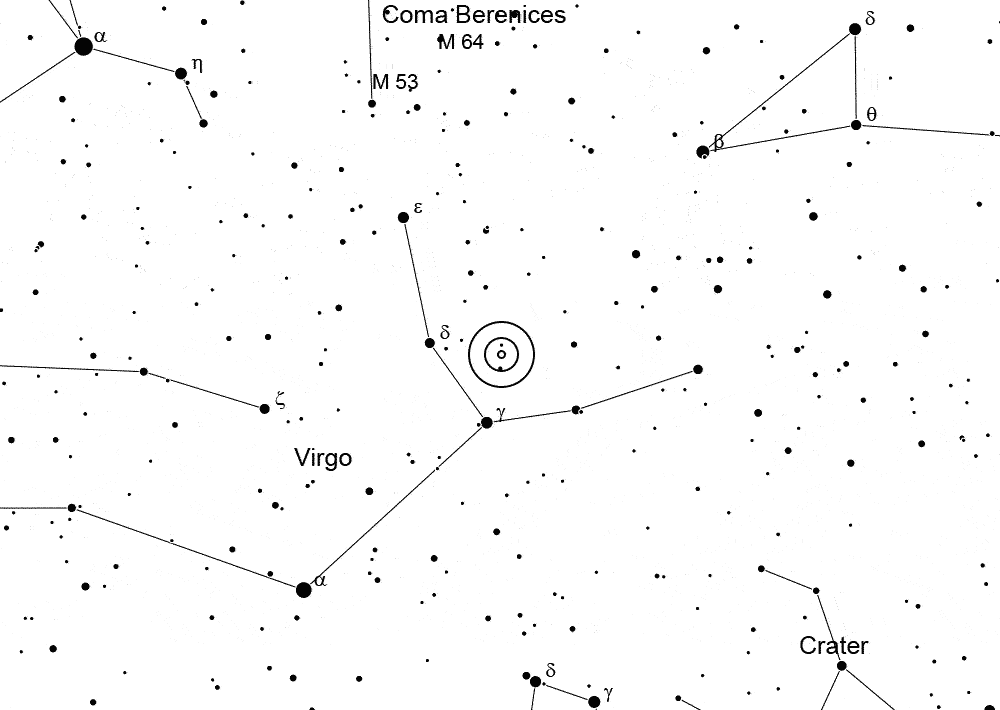 Coma Berenices
δ
α
M 64
η
M 53
θ
β
ε
δ
ζ
γ
Virgo
α
Crater
δ
γ